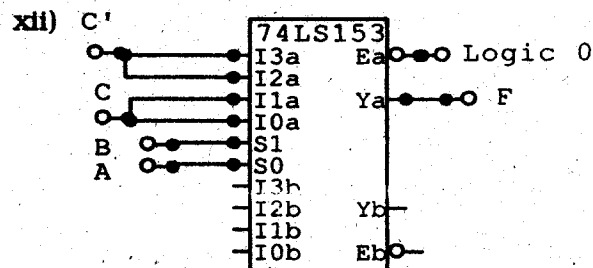 xii) C' 74LS153
I3a Ea Logic 0
I2a
C I1a Ya F
I0a
B S1
A S0
I3b
I2b Yb
I1b
I0b Eb